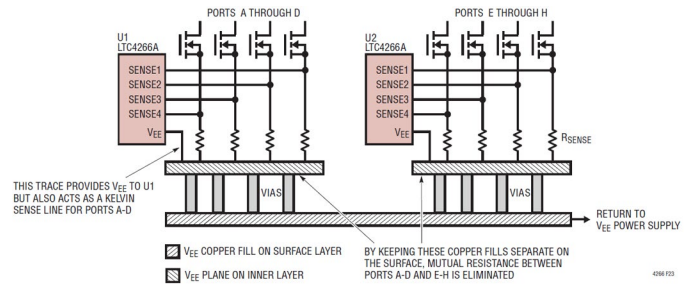 PORTS A THROUGH D
PORTS E THROUGH H
U1
LTC4266A
SENSE1
SENSE2
SENSE3
SENSE4
VEE
U2
LTC4266A
SENSE1
SENSE2
SENSE3
SENSE4
VEE
RSENSE
THIS TRACE PROVIDES VEE TO U1
BUT ALSO ACTS AS A KELVIN
SENSE LINE FOR PORTS A-D
VIAS
VIAS
RETURN TO
VEE POWER SUPPLY
VEE COPPER FILL ON SURFACE LAYER
VEE PLANE ON INNER LAYER
BY KEEPING THESE COPPER FILLS SEPARATE ON
THE SURFACE, MUTUAL RESISTANCE BETWEEN
PORTS A-D AND E-H IS ELIMINATED
4266 F23